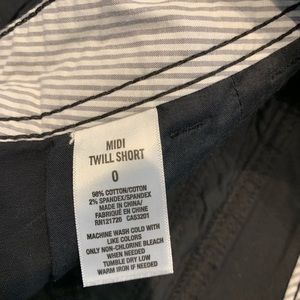 MIDI
TWILL SHORT
0
98% COTTON/COTON
2% SPANDEX/SPANDEX
MADE IN CHINA/
FABRIQUÉ EN CHINE
RN121726 CA53201
MACHINE WASH COLD WITH
LIKE COLORS
ONLY NON-CHLORINE BLEACH
WHEN NEEDED
TUMBLE DRY LOW
WARM IRON IF NEEDED